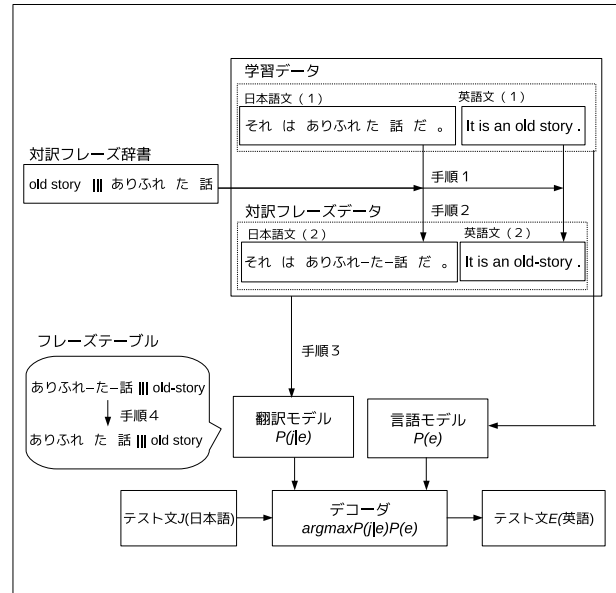 学習データ
日本語文（１） 英語文（１）
それ は ありふれ た 話 だ 。 It is an old story .
対訳フレーズ辞書
old story ||| ありふれ た 話
手順１
手順２
対訳フレーズデータ
日本語文（２） 英語文（２）
それ は ありふれ−た−話 だ 。 It is an old-story .
手順３
フレーズテーブル
ありふれ−た−話 ||| old-story
手順４
ありふれ た 話 ||| old story
翻訳モデル
P(j|e)
言語モデル
P(e)
テスト文J(日本語)
デコーダ
argmaxP(j|e)P(e)
テスト文E(英語)